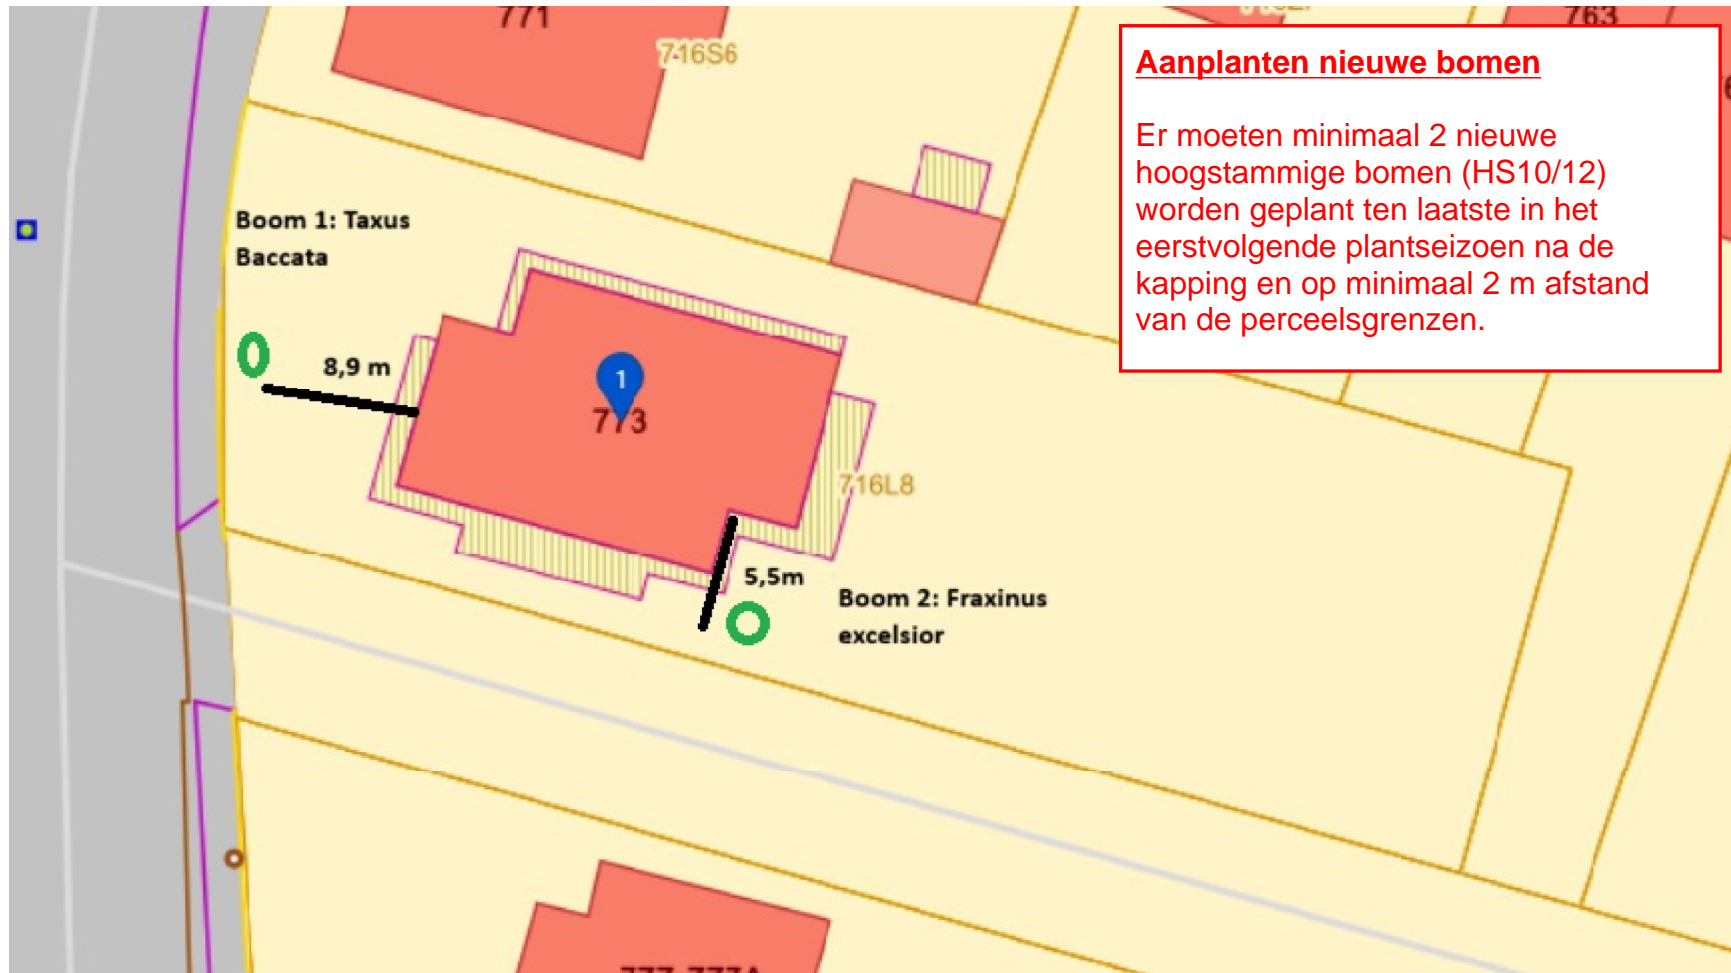 771
716S6
763
Aanplanten nieuwe bomen
Er moeten minimaal 2 nieuwe
hoogstammige bomen (HS10/12)
worden geplant ten laatste in het
eerstvolgende plantseizoen na de
kapping en op minimaal 2 m afstand
van de perceelsgrenzen.
Boom 1: Taxus
Baccata
8,9 m
1
773
716L8
5,5m
Boom 2: Fraxinus
excelsior